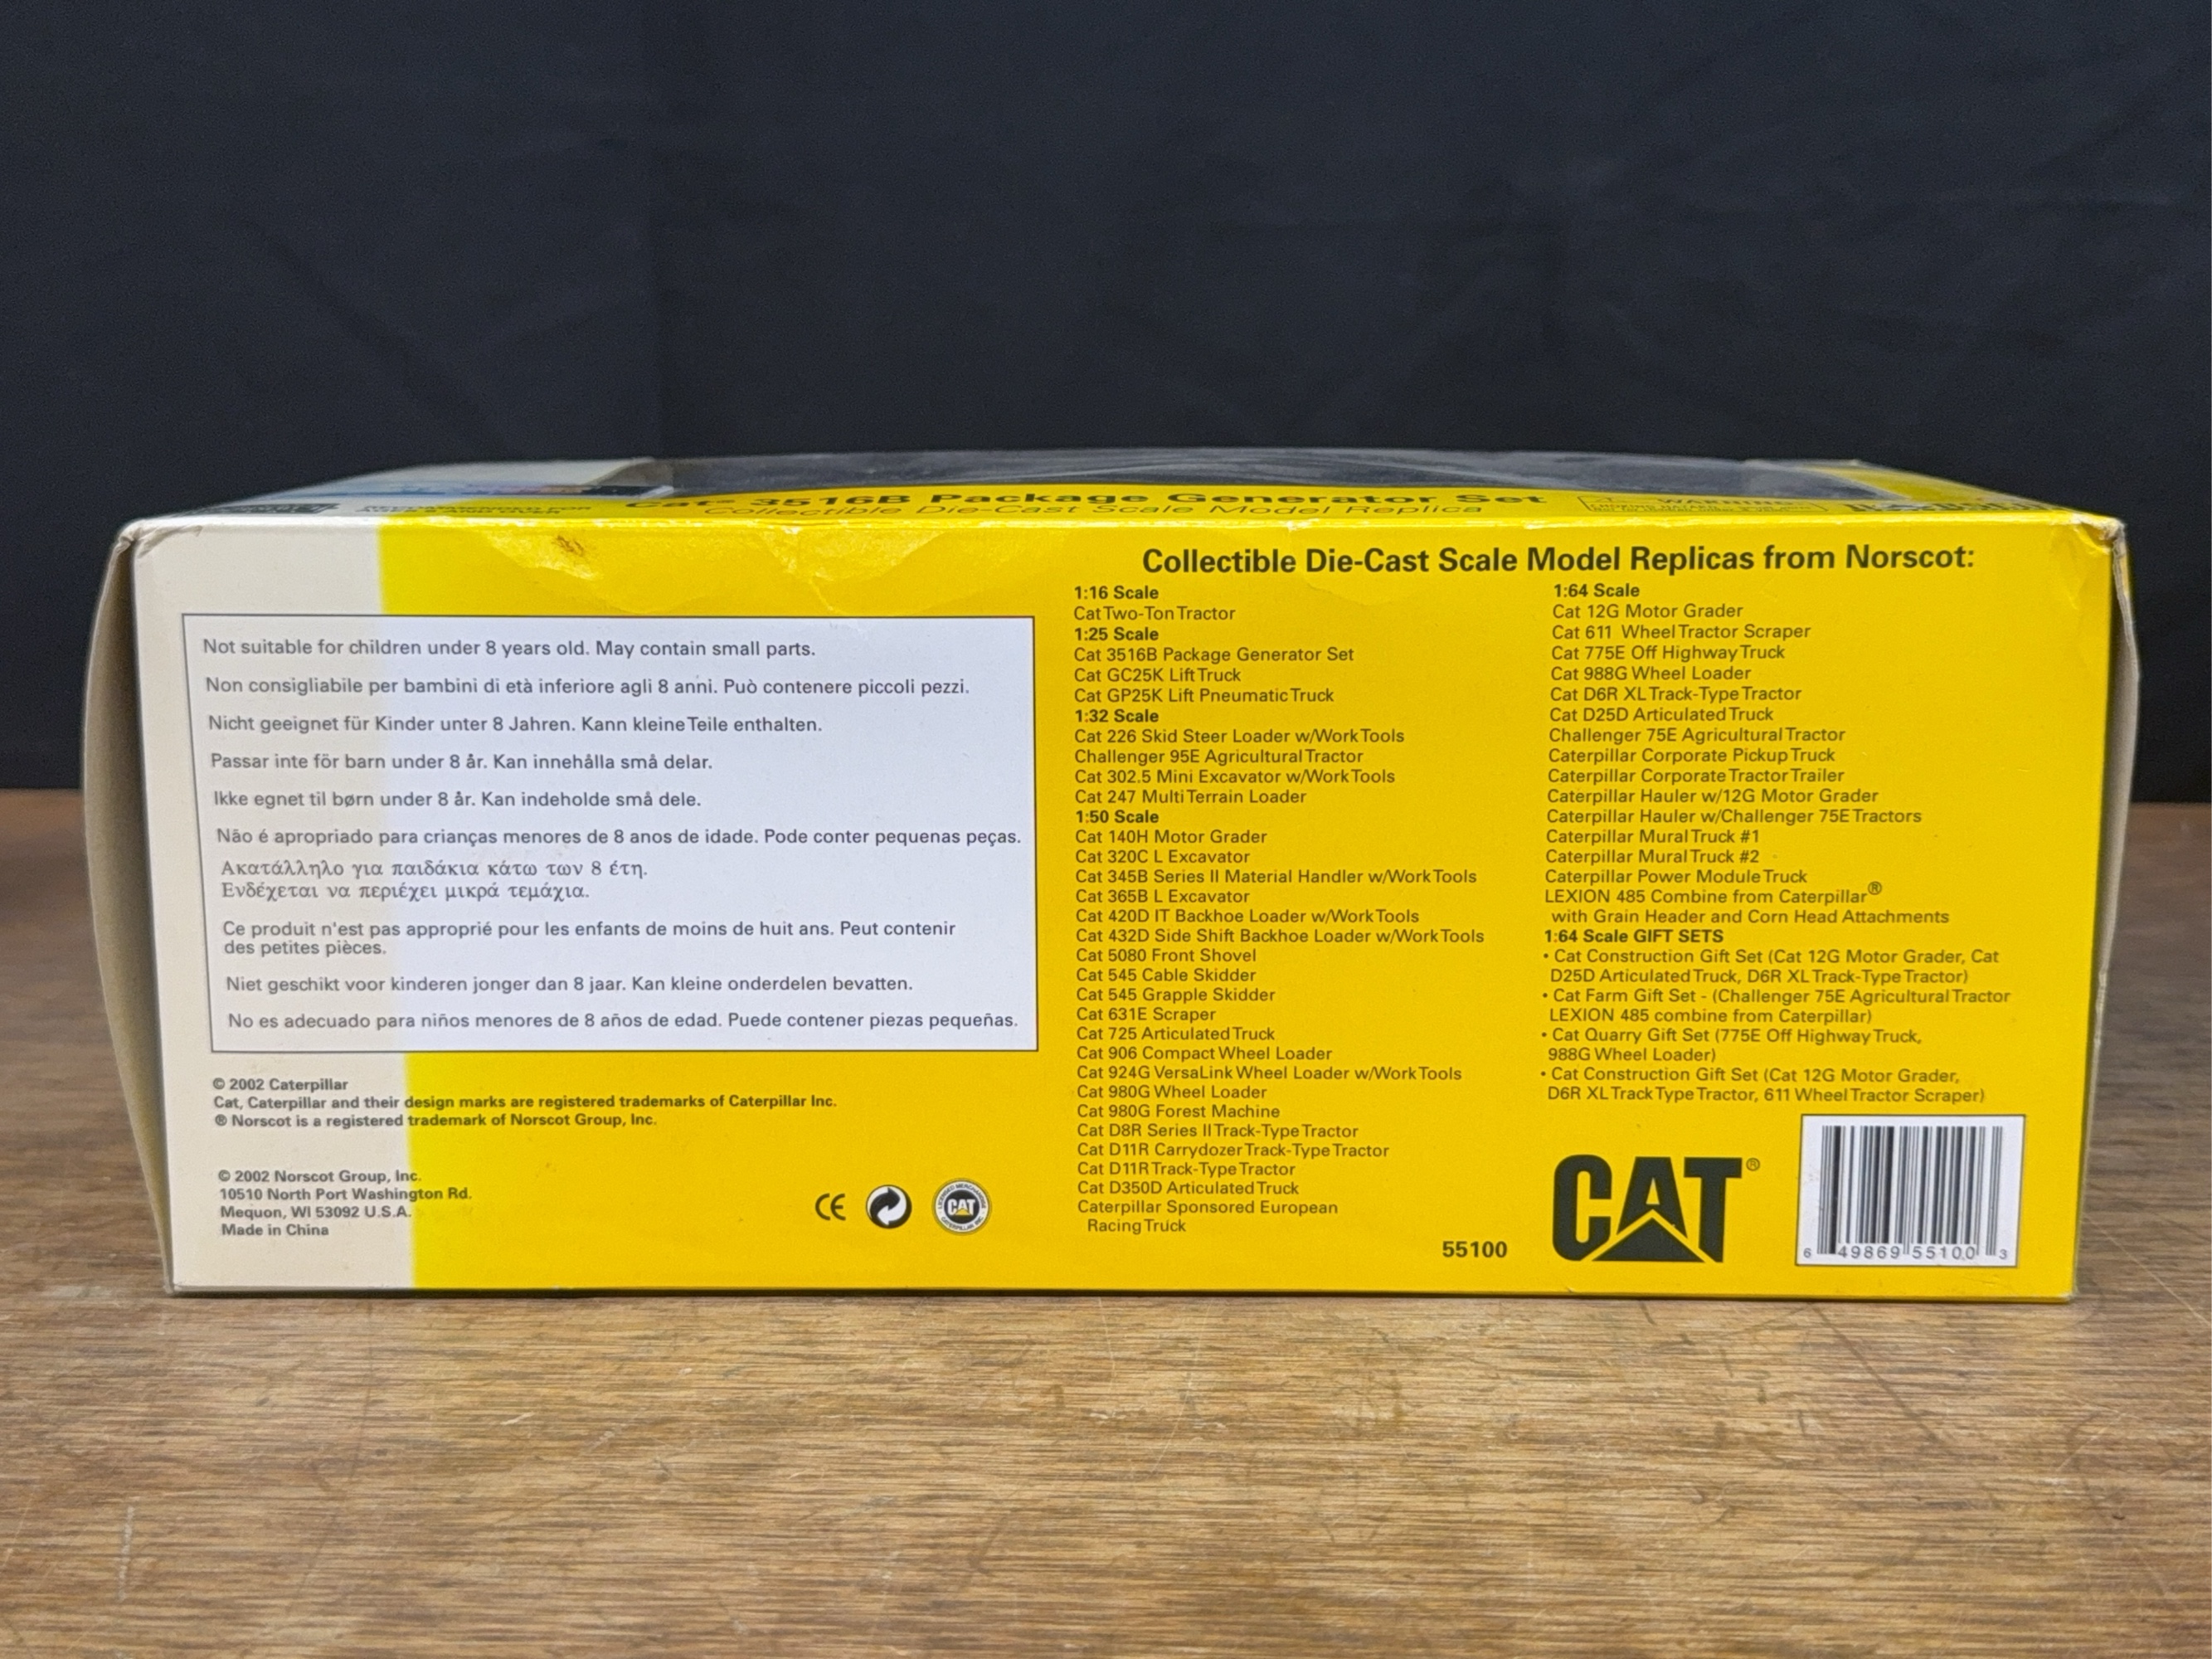 Cat® 3516B Package Generator Set
Collectible Die-Cast Scale Model Replica
WARNING
Not suitable for children under 8 years old. May contain small parts.
Non consigliabile per bambini di età inferiore agli 8 anni. Può contenere piccoli pezzi.
Nicht geeignet für Kinder unter 8 Jahren. Kann kleine Teile enthalten.
Passar inte för barn under 8 år. Kan innehålla små delar.
Ikke egnet til børn under 8 år. Kan indeholde små dele.
Não é apropriado para crianças menores de 8 anos de idade. Pode conter pequenas peças.
Ακατάλληλο για παιδάκια κάτω των 8 έτη.
Ενδέχεται να περιέχει μικρά τεμάχια.
Ce produit n'est pas approprié pour les enfants de moins de huit ans. Peut contenir
des petites pièces.
Niet geschikt voor kinderen jonger dan 8 jaar. Kan kleine onderdelen bevatten.
No es adecuado para niños menores de 8 años de edad. Puede contener piezas pequeñas.
© 2002 Caterpillar
Cat, Caterpillar and their design marks are registered trademarks of Caterpillar Inc.
® Norscot is a registered trademark of Norscot Group, Inc.
© 2002 Norscot Group, Inc.
10510 North Port Washington Rd.
Mequon, WI 53092 U.S.A.
Made in China
CE
CAT
Collectible Die-Cast Scale Model Replicas from Norscot:
1:16 Scale
Cat Two-Ton Tractor
1:25 Scale
Cat 3516B Package Generator Set
Cat GC25K Lift Truck
Cat GP25K Lift Pneumatic Truck
1:32 Scale
Cat 226 Skid Steer Loader w/Work Tools
Challenger 95E Agricultural Tractor
Cat 302.5 Mini Excavator w/Work Tools
Cat 247 Multi Terrain Loader
1:50 Scale
Cat 140H Motor Grader
Cat 320C L Excavator
Cat 345B Series II Material Handler w/Work Tools
Cat 365B L Excavator
Cat 420D IT Backhoe Loader w/Work Tools
Cat 432D Side Shift Backhoe Loader w/Work Tools
Cat 5080 Front Shovel
Cat 545 Cable Skidder
Cat 545 Grapple Skidder
Cat 631E Scraper
Cat 725 Articulated Truck
Cat 906 Compact Wheel Loader
Cat 924G VersaLink Wheel Loader w/Work Tools
Cat 980G Wheel Loader
Cat 980G Forest Machine
Cat D8R Series II Track-Type Tractor
Cat D11R Carrydozer Track-Type Tractor
Cat D11R Track-Type Tractor
Cat D350D Articulated Truck
Caterpillar Sponsored European
Racing Truck
55100
1:64 Scale
Cat 12G Motor Grader
Cat 611 Wheel Tractor Scraper
Cat 775E Off Highway Truck
Cat 988G Wheel Loader
Cat D6R XL Track-Type Tractor
Cat D25D Articulated Truck
Challenger 75E Agricultural Tractor
Caterpillar Corporate Pickup Truck
Caterpillar Corporate Tractor Trailer
Caterpillar Hauler w/12G Motor Grader
Caterpillar Hauler w/Challenger 75E Tractors
Caterpillar Mural Truck #1
Caterpillar Mural Truck #2
Caterpillar Power Module Truck
LEXION 485 Combine from Caterpillar®
with Grain Header and Corn Head Attachments
1:64 Scale GIFT SETS
• Cat Construction Gift Set (Cat 12G Motor Grader, Cat
D25D Articulated Truck, D6R XL Track-Type Tractor)
• Cat Farm Gift Set - (Challenger 75E Agricultural Tractor
LEXION 485 combine from Caterpillar)
• Cat Quarry Gift Set (775E Off Highway Truck,
988G Wheel Loader)
• Cat Construction Gift Set (Cat 12G Motor Grader,
D6R XL Track Type Tractor, 611 Wheel Tractor Scraper)
CAT®
6 49869 55100 3